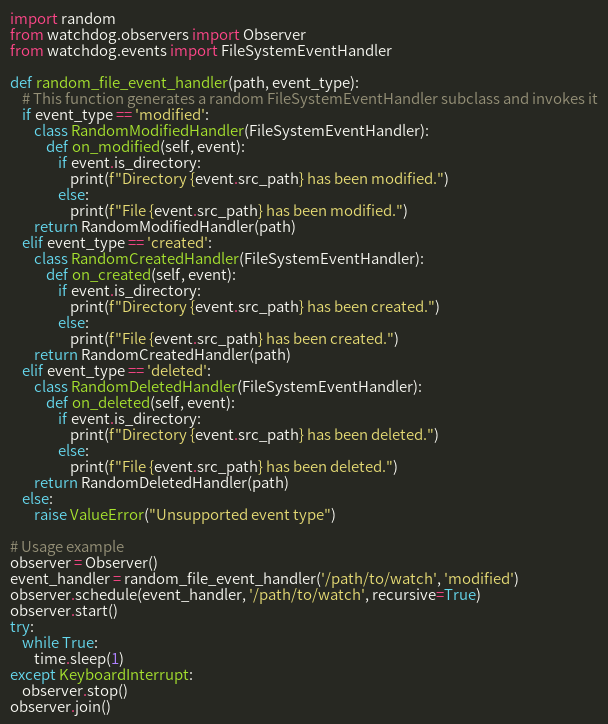 import random
from watchdog.observers import Observer
from watchdog.events import FileSystemEventHandler

def random_file_event_handler(path, event_type):
    # This function generates a random FileSystemEventHandler subclass and invokes it
    if event_type == 'modified':
        class RandomModifiedHandler(FileSystemEventHandler):
            def on_modified(self, event):
                if event.is_directory:
                    print(f"Directory {event.src_path} has been modified.")
                else:
                    print(f"File {event.src_path} has been modified.")
        return RandomModifiedHandler(path)
    elif event_type == 'created':
        class RandomCreatedHandler(FileSystemEventHandler):
            def on_created(self, event):
                if event.is_directory:
                    print(f"Directory {event.src_path} has been created.")
                else:
                    print(f"File {event.src_path} has been created.")
        return RandomCreatedHandler(path)
    elif event_type == 'deleted':
        class RandomDeletedHandler(FileSystemEventHandler):
            def on_deleted(self, event):
                if event.is_directory:
                    print(f"Directory {event.src_path} has been deleted.")
                else:
                    print(f"File {event.src_path} has been deleted.")
        return RandomDeletedHandler(path)
    else:
        raise ValueError("Unsupported event type")

# Usage example
observer = Observer()
event_handler = random_file_event_handler('/path/to/watch', 'modified')
observer.schedule(event_handler, '/path/to/watch', recursive=True)
observer.start()
try:
    while True:
        time.sleep(1)
except KeyboardInterrupt:
    observer.stop()
observer.join()